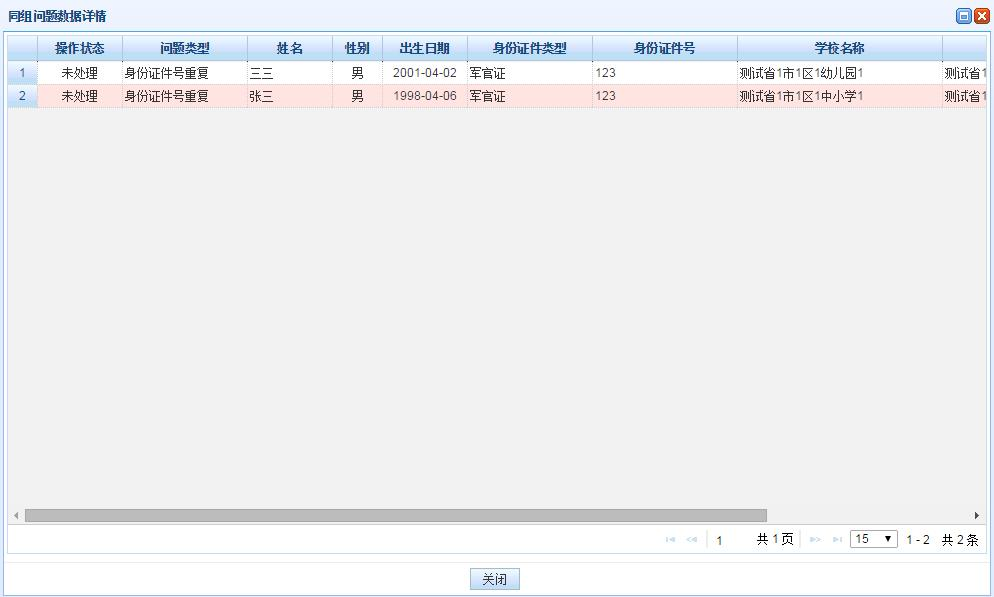 同组问题数据详情
操作状态 问题类型 姓名 性别 出生日期 身份证件类型 身份证件号 学校名称
1 未处理 身份证件号重复 三三 男 2001-04-02 军官证 123 测试省1市1区1幼儿园1 测试省1
2 未处理 身份证件号重复 张三 男 1998-04-06 军官证 123 测试省1市1区1中小学1 测试省1
1 共 1 页 15 1 - 2 共 2 条
关闭